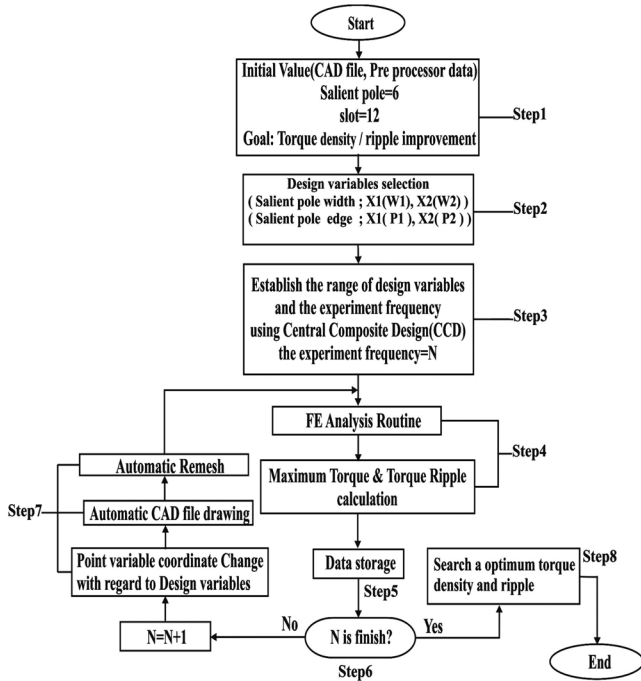 Start
Initial Value(CAD file, Pre processor data)
Salient pole=6
slot=12
Goal: Torque density / ripple improvement
Step1
Design variables selection
( Salient pole width ; X1(W1), X2(W2) )
( Salient pole edge ; X1( P1 ), X2( P2 ) )
Step2
Establish the range of design variables
and the experiment frequency
using Central Composite Design(CCD)
the experiment frequency=N
Step3
FE Analysis Routine
Step4
Maximum Torque & Torque Ripple
calculation
Automatic Remesh
Step7
Automatic CAD file drawing
Point variable coordinate Change
with regard to Design variables
N=N+1
Data storage
Step5
No
N is finish?
Yes
Step6
Search a optimum torque
density and ripple
Step8
End